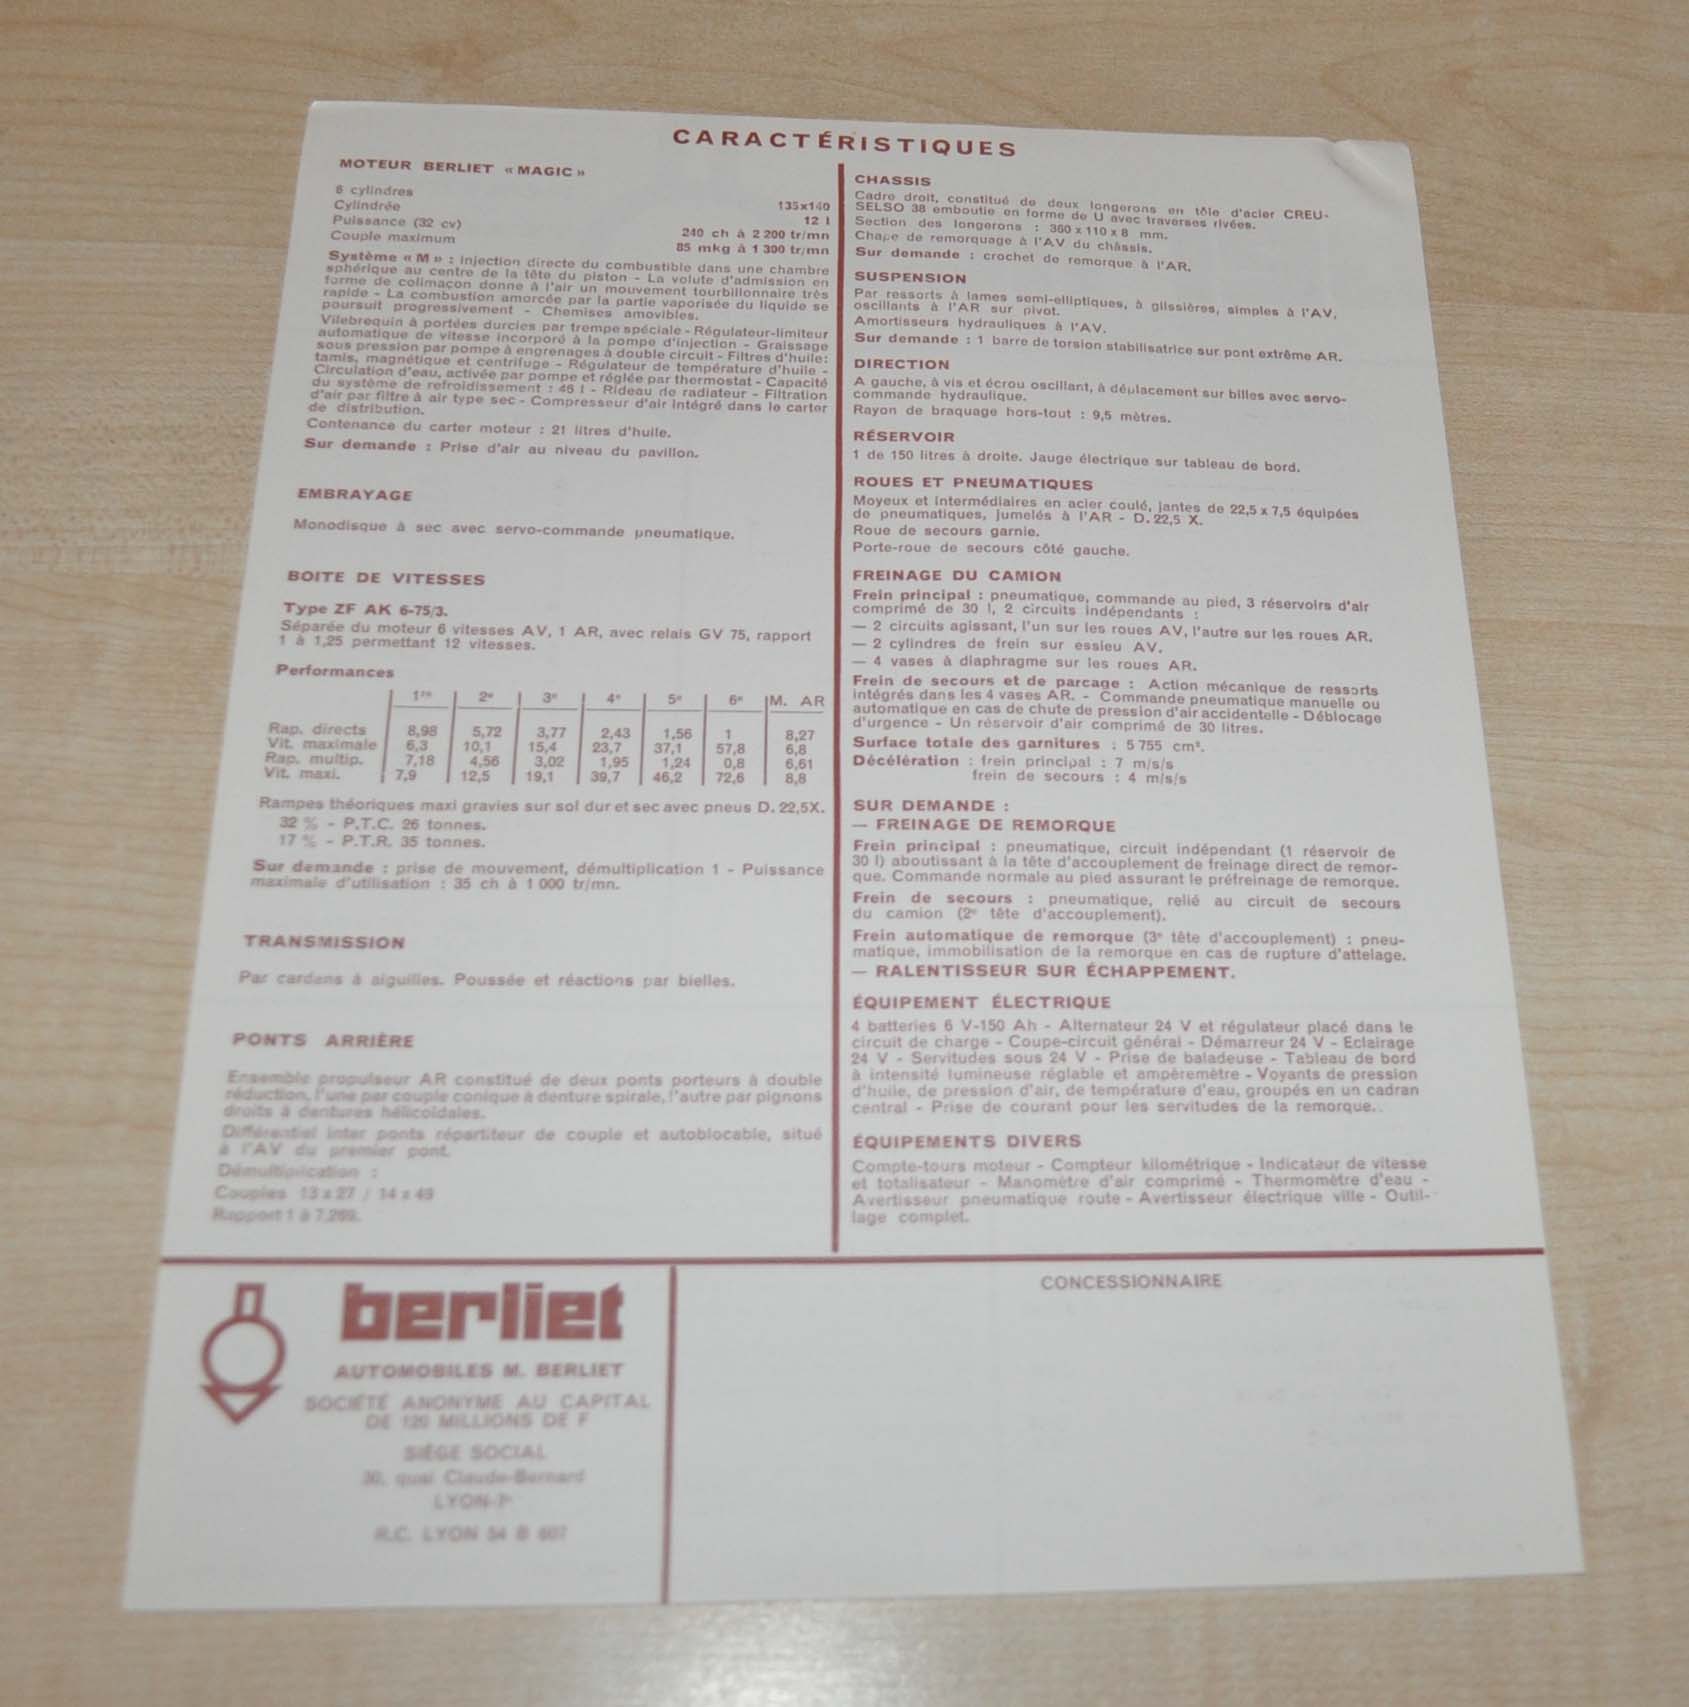 CARACTÉRISTIQUES
MOTEUR BERLIET « MAGIC »
6 cylindres
Cylindrée 135x140
12 l
Puissance (32 cv) 240 ch à 2 200 tr/mn
Couple maximum 85 mkg à 1 300 tr/mn
Système « M » : Injection directe du combustible dans une chambre
sphérique au centre de la tête du piston - La volute d'admission en
forme de colimaçon donne à l'air un mouvement tourbillonnaire très
rapide - La combustion amorcée par la partie vaporisée du liquide se
poursuit progressivement - Chemises amovibles.
Vilebrequin à portées durcies par trempe spéciale - Régulateur-limiteur
automatique de vitesse incorporé à la pompe d'injection - Graissage
sous pression par pompe à engrenages à double circuit - Filtres d'huile:
tamis, magnétique et centrifuge - Régulateur de température d'huile -
Circulation d'eau, activée par pompe et réglée par thermostat - Capacité
du système de refroidissement : 46 l - Rideau de radiateur - Filtration
d'air par filtre à air type sec - Compresseur d'air intégré dans le carter
de distribution.
Contenance du carter moteur : 21 litres d'huile.
Sur demande : Prise d'air au niveau du pavillon.
EMBRAYAGE
Monodisque à sec avec servo-commande pneumatique.
BOITE DE VITESSES
Type ZF AK 6-75/3.
Séparée du moteur 6 vitesses AV, 1 AR, avec relais GV 75, rapport
1 à 1,25 permettant 12 vitesses.
Performances
1re 2e 3e 4e 5e 6e M. AR
Rap. directs 8,98 5,72 3,77 2,43 1,56 1 8,27
Vit. maximale 6,3 10,1 15,4 23,7 37,1 57,8 6,8
Rap. multip. 7,18 4,56 3,02 1,95 1,24 0,8 6,61
Vit. maxi. 7,9 12,5 19,1 39,7 46,2 72,6 8,8
Rampes théoriques maxi gravies sur sol dur et sec avec pneus D. 22,5X.
32 % - P.T.C. 26 tonnes.
17 % - P.T.R. 35 tonnes.
Sur demande : prise de mouvement, démultiplication 1 - Puissance
maximale d'utilisation : 35 ch à 1 000 tr/mn.
TRANSMISSION
Par cardans à aiguilles. Poussée et réactions par bielles.
PONTS ARRIÈRE
Ensemble propulseur AR constitué de deux ponts porteurs à double
réduction, l'une par couple conique à denture spirale, l'autre par pignons
droits à dentures hélicoïdales.
Différentiel inter ponts répartiteur de couple et autoblocable, situé
à l'AV du premier pont.
Démultiplication :
Couples 13 x 27 / 14 x 49
Rapport 1 à 7,269.
CHASSIS
Cadre droit, constitué de deux longerons en tôle d'acier CREU-
SELSO 38 emboutie en forme de U avec traverses rivées.
Section des longerons : 360 x 110 x 8 mm.
Chape de remorquage à l'AV du châssis.
Sur demande : crochet de remorque à l'AR.
SUSPENSION
Par ressorts à lames semi-elliptiques, à glissières, simples à l'AV,
oscillants à l'AR sur pivot.
Amortisseurs hydrauliques à l'AV.
Sur demande : 1 barre de torsion stabilisatrice sur pont extrême AR.
DIRECTION
A gauche, à vis et écrou oscillant, à déplacement sur billes avec servo-
commande hydraulique.
Rayon de braquage hors-tout : 9,5 mètres.
RÉSERVOIR
1 de 150 litres à droite. Jauge électrique sur tableau de bord.
ROUES ET PNEUMATIQUES
Moyeux et intermédiaires en acier coulé, jantes de 22,5 x 7,5 équipées
de pneumatiques, jumelés à l'AR - D. 22,5 X.
Roue de secours garnie.
Porte-roue de secours côté gauche.
FREINAGE DU CAMION
Frein principal : pneumatique, commande au pied, 3 réservoirs d'air
comprimé de 30 l, 2 circuits indépendants :
— 2 circuits agissant, l'un sur les roues AV, l'autre sur les roues AR.
— 2 cylindres de frein sur essieu AV.
— 4 vases à diaphragme sur les roues AR.
Frein de secours et de parcage : Action mécanique de ressorts
intégrés dans les 4 vases AR. - Commande pneumatique manuelle ou
automatique en cas de chute de pression d'air accidentelle - Déblocage
d'urgence - Un réservoir d'air comprimé de 30 litres.
Surface totale des garnitures : 5 755 cm².
Décélération : frein principal : 7 m/s/s
frein de secours : 4 m/s/s
SUR DEMANDE :
— FREINAGE DE REMORQUE
Frein principal : pneumatique, circuit indépendant (1 réservoir de
30 l) aboutissant à la tête d'accouplement de freinage direct de remor-
que. Commande normale au pied assurant le préfreinage de remorque.
Frein de secours : pneumatique, relié au circuit de secours
du camion (2e tête d'accouplement).
Frein automatique de remorque (3e tête d'accouplement) : pneu-
matique, immobilisation de la remorque en cas de rupture d'attelage.
— RALENTISSEUR SUR ÉCHAPPEMENT.
ÉQUIPEMENT ÉLECTRIQUE
4 batteries 6 V-150 Ah - Alternateur 24 V et régulateur placé dans le
circuit de charge - Coupe-circuit général - Démarreur 24 V - Eclairage
24 V - Servitudes sous 24 V - Prise de baladeuse - Tableau de bord
à intensité lumineuse réglable et ampèremètre - Voyants de pression
d'huile, de pression d'air, de température d'eau, groupés en un cadran
central - Prise de courant pour les servitudes de la remorque.
ÉQUIPEMENTS DIVERS
Compte-tours moteur - Compteur kilométrique - Indicateur de vitesse
et totalisateur - Manomètre d'air comprimé - Thermomètre d'eau -
Avertisseur pneumatique route - Avertisseur électrique ville - Outil-
lage complet.
berliet
AUTOMOBILES M. BERLIET
SOCIÉTÉ ANONYME AU CAPITAL
DE 120 MILLIONS DE F
SIÈGE SOCIAL
30, quai Claude-Bernard
LYON-7e
R.C. LYON 54 B 607
CONCESSIONNAIRE